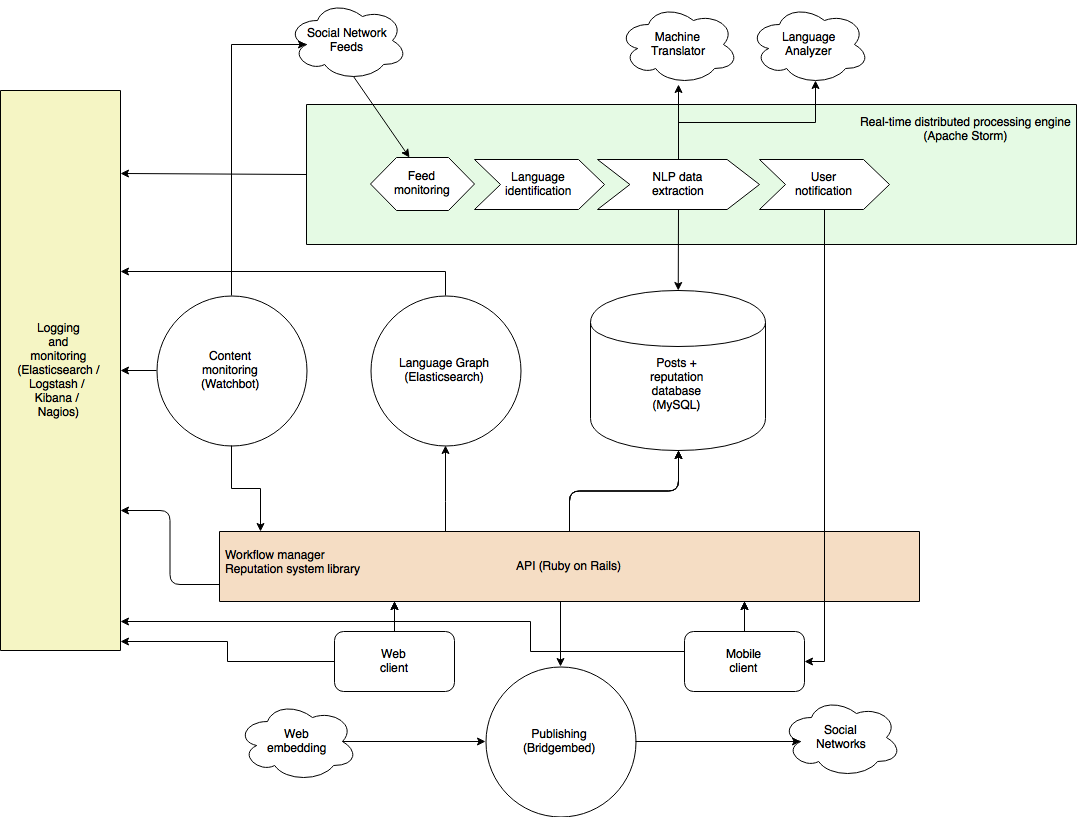 Social Network
Feeds
Machine
Translator
Language
Analyzer
Real-time distributed processing engine
(Apache Storm)
Feed
monitoring
Language
identification
NLP data
extraction
User
notification
Logging
and
monitoring
(Elasticsearch /
Logstash /
Kibana /
Nagios)
Content
monitoring
(Watchbot)
Language Graph
(Elasticsearch)
Posts +
reputation
database
(MySQL)
Workflow manager
Reputation system library
API (Ruby on Rails)
Web
client
Mobile
client
Web
embedding
Publishing
(Bridgembed)
Social
Networks